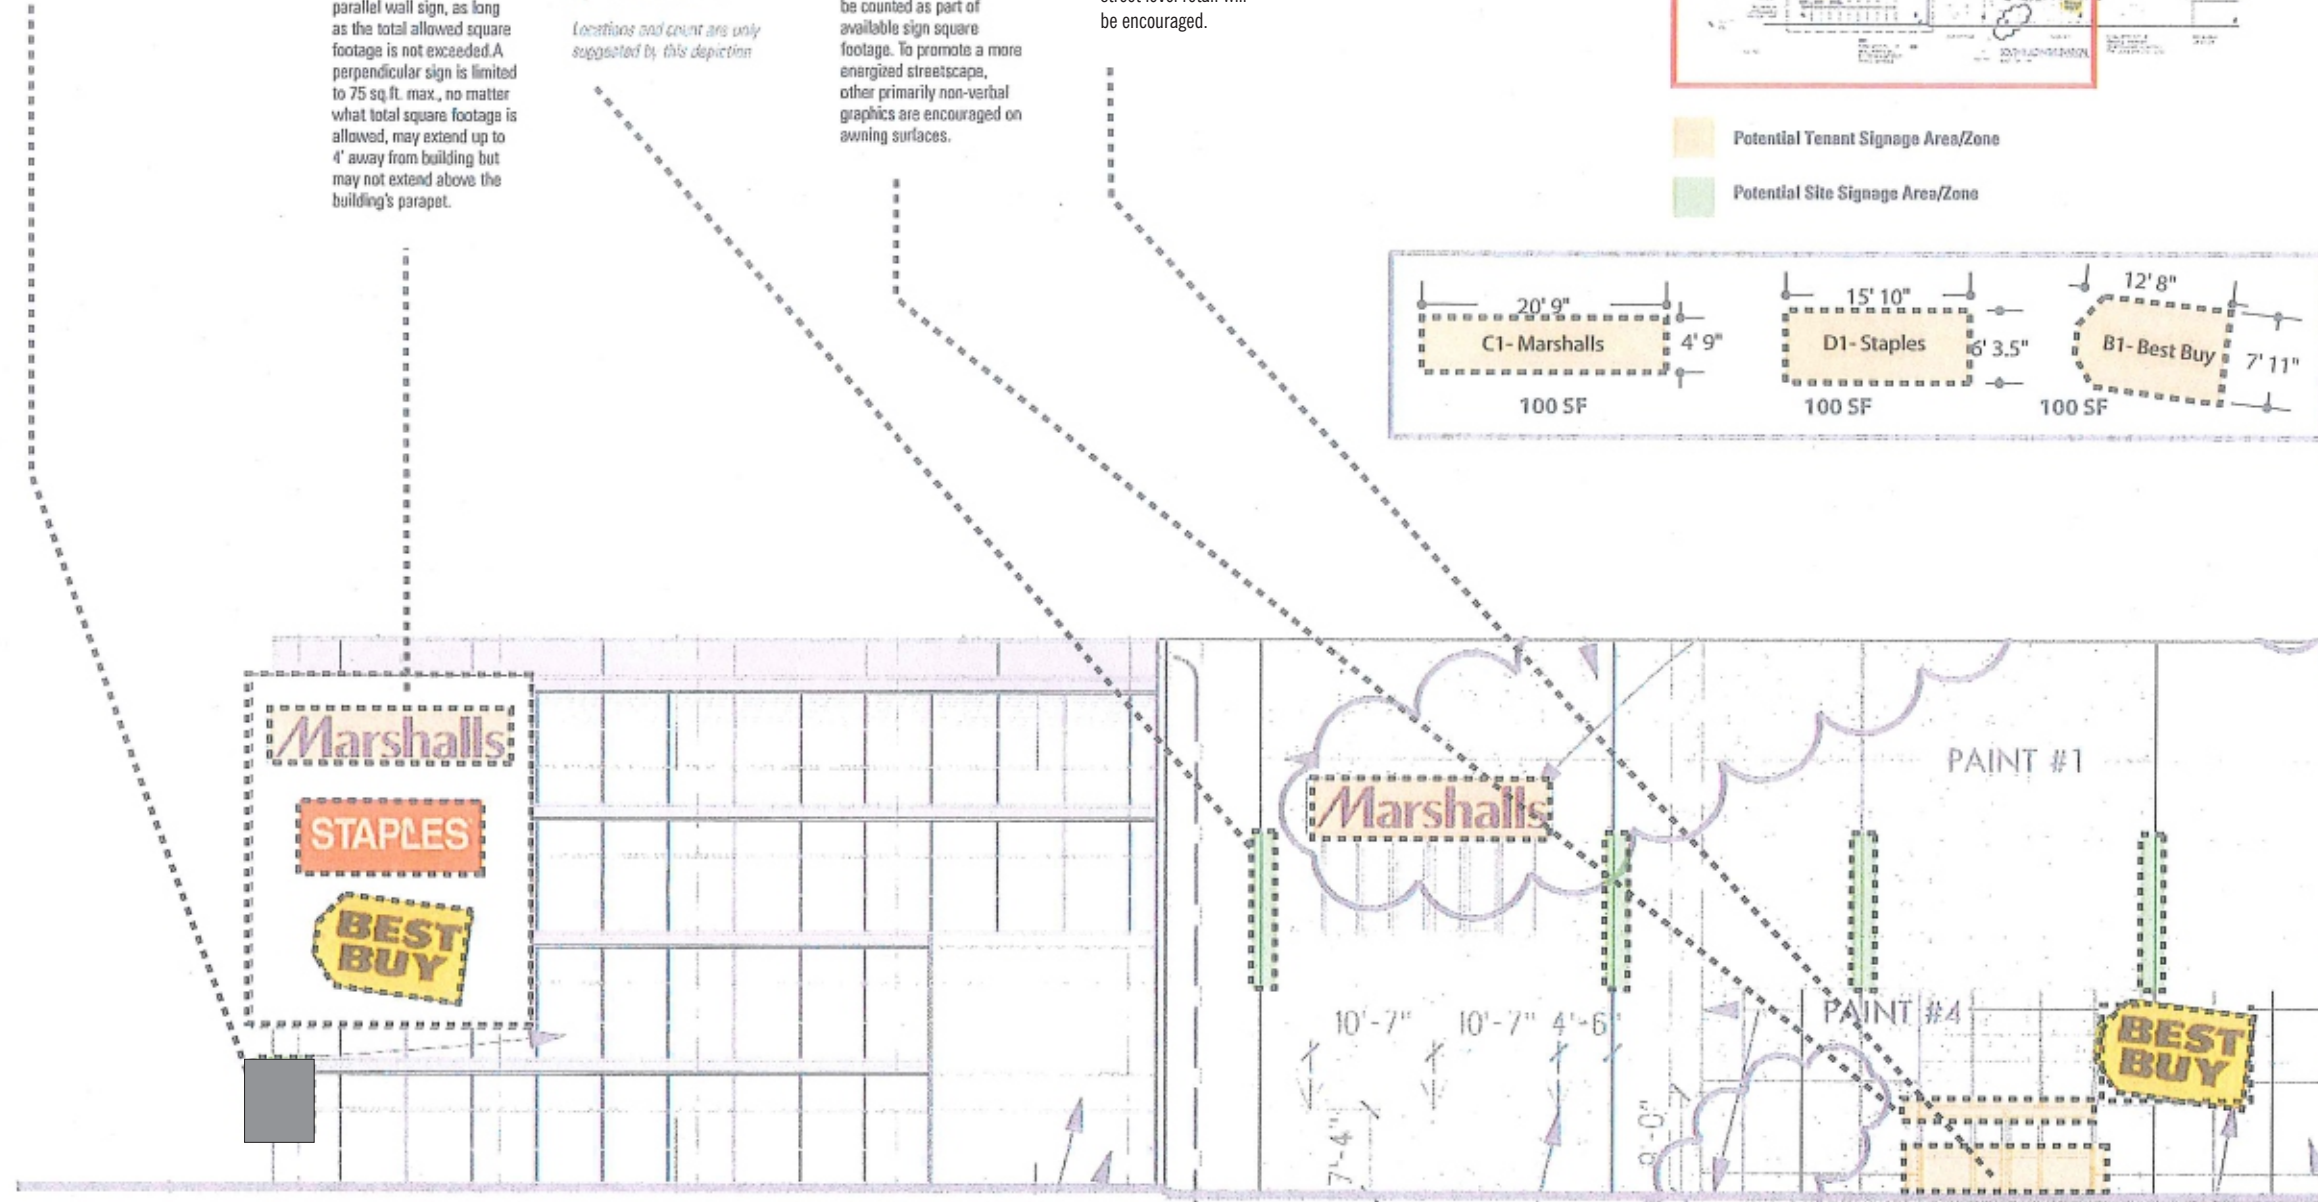 parallel wall sign, as long
as the total allowed square
footage is not exceeded.A
perpendicular sign is limited
to 75 sq.ft. max., no matter
what total square footage is
allowed, may extend up to
4' away from building but
may not extend above the
building's parapet.
Locations and count are only
suggested by this depiction
be counted as part of
available sign square
footage. To promote a more
energized streetscape,
other primarily non-verbal
graphics are encouraged on
awning surfaces.
be encouraged.
Potential Tenant Signage Area/Zone
Potential Site Signage Area/Zone
20' 9"
C1- Marshalls
4' 9"
100 SF
15' 10"
D1- Staples
6' 3.5"
100 SF
12' 8"
B1- Best Buy
7' 11"
100 SF
Marshalls
STAPLES
BEST
BUY
Marshalls
PAINT #1
10'-7"
10'-7"
4'-6"
PAINT #4
7'-4"
BEST
BUY